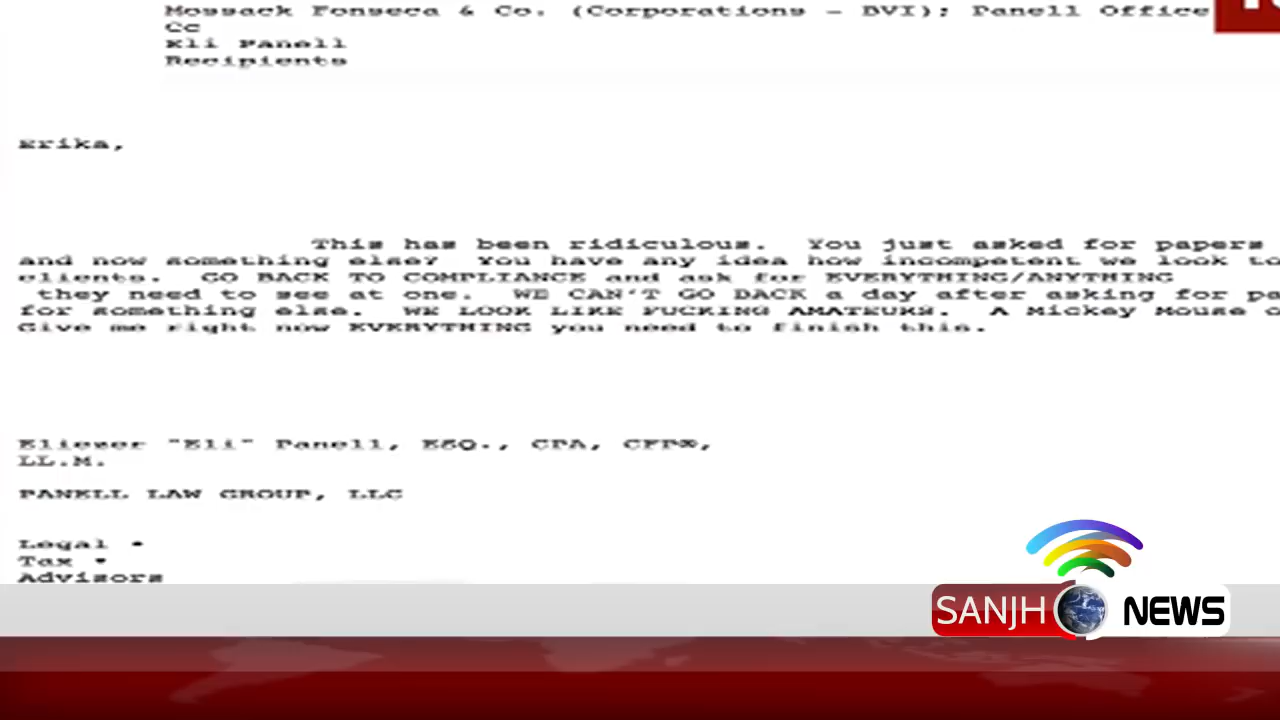 Mossack Fonseca & Co. (Corporations - BVI); Panell Office
Cc
Eli Panell
Recipients
Erika,
This has been ridiculous. You just asked for papers
and now something else? You have any idea how incompetent we look to
clients. GO BACK TO COMPLIANCE and ask for EVERYTHING/ANYTHING
they need to see at one. WE CAN'T GO BACK a day after asking for pa
for something else. WE LOOK LIKE FUCKING AMATEURS. A Mickey Mouse
Give me right now EVERYTHING you need to finish this.
Eliezer "Eli" Panell, ESQ., CPA, CFP®,
LL.M.
PANELL LAW GROUP, LLC
Legal •
Tax •
Advisors
SANJH NEWS